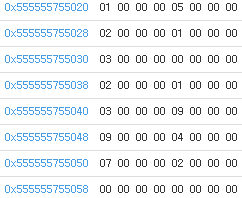 0x555555755020 01 00 00 00 05 00 00 00
0x555555755028 02 00 00 00 01 00 00 00
0x555555755030 03 00 00 00 00 00 00 00
0x555555755038 02 00 00 00 01 00 00 00
0x555555755040 03 00 00 00 09 00 00 00
0x555555755048 09 00 00 00 04 00 00 00
0x555555755050 07 00 00 00 02 00 00 00
0x555555755058 00 00 00 00 00 00 00 00